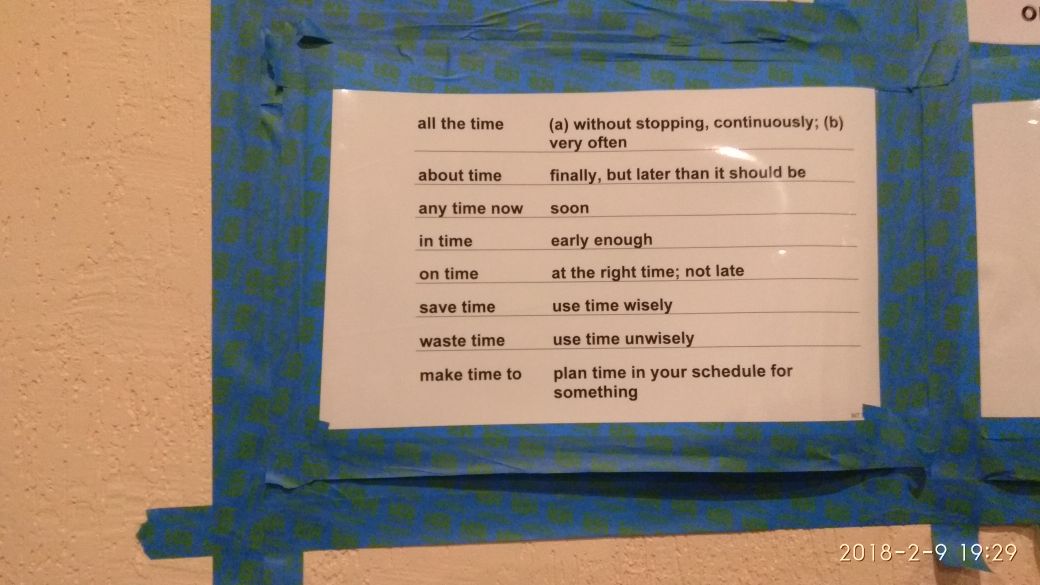 all the time (a) without stopping, continuously; (b)
very often
about time finally, but later than it should be
any time now soon
in time early enough
on time at the right time; not late
save time use time wisely
waste time use time unwisely
make time to plan time in your schedule for
something
2018-2-9 19:29